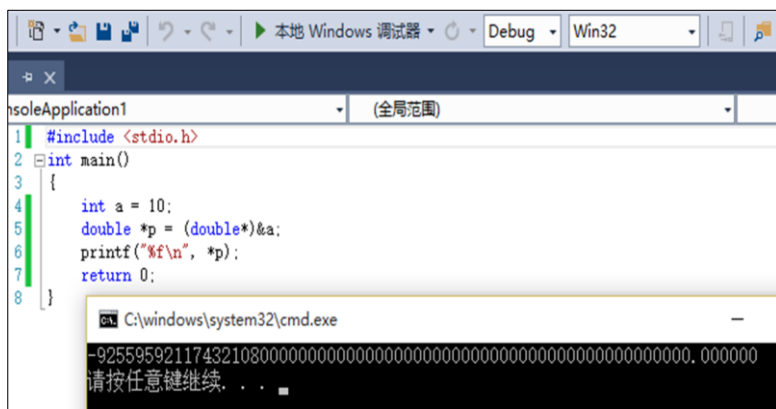 本地 Windows 调试器 Debug Win32
nsoleApplication1 (全局范围)
1 #include <stdio.h>
2 int main()
3 {
4 int a = 10;
5 double *p = (double*)&a;
6 printf("%f\n", *p);
7 return 0;
8 }
C:\windows\system32\cmd.exe
-92559592117432108000000000000000000000000000000000000000000000.000000
请按任意键继续. . .